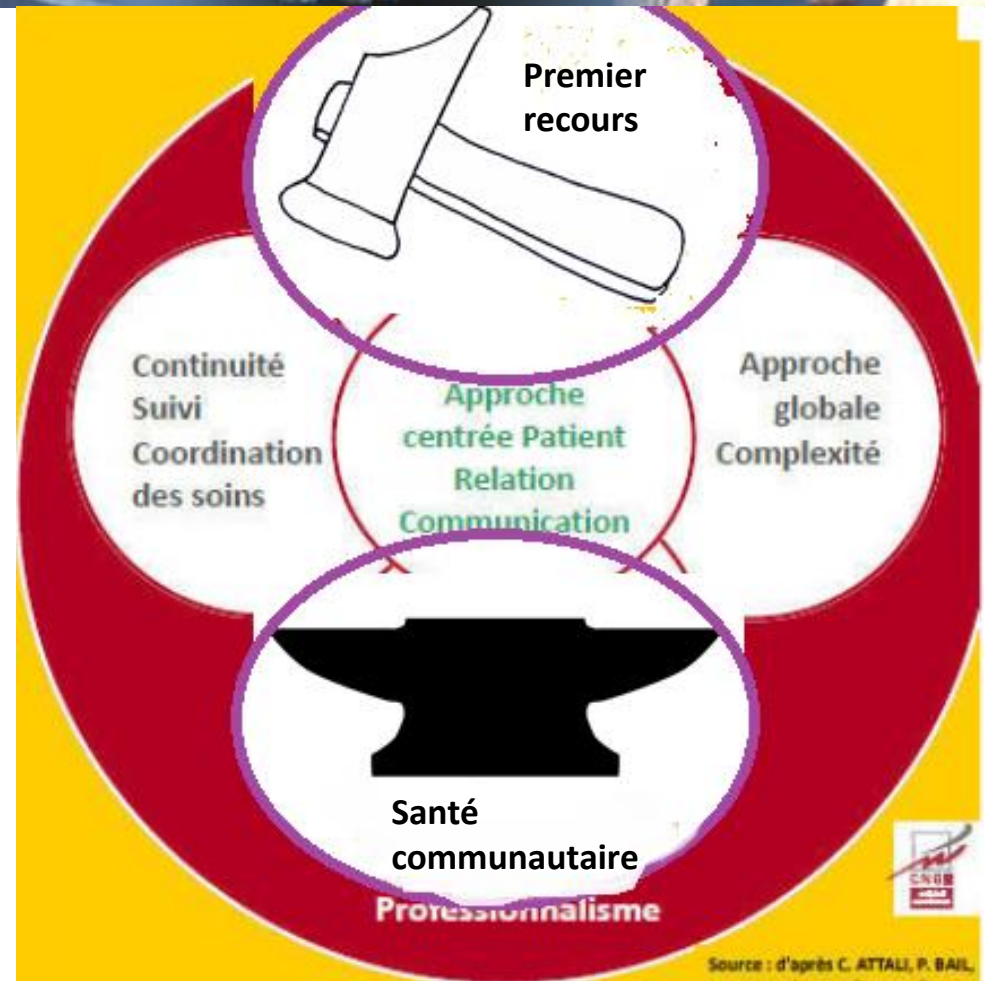 Premier
recours
Continuité
Suivi
Coordination
des soins
Approche
centrée Patient
Relation
Communication
Approche
globale
Complexité
Santé
communautaire
Professionnalisme
CNGE
Source : d'après C. ATTALI, P. BAIL,